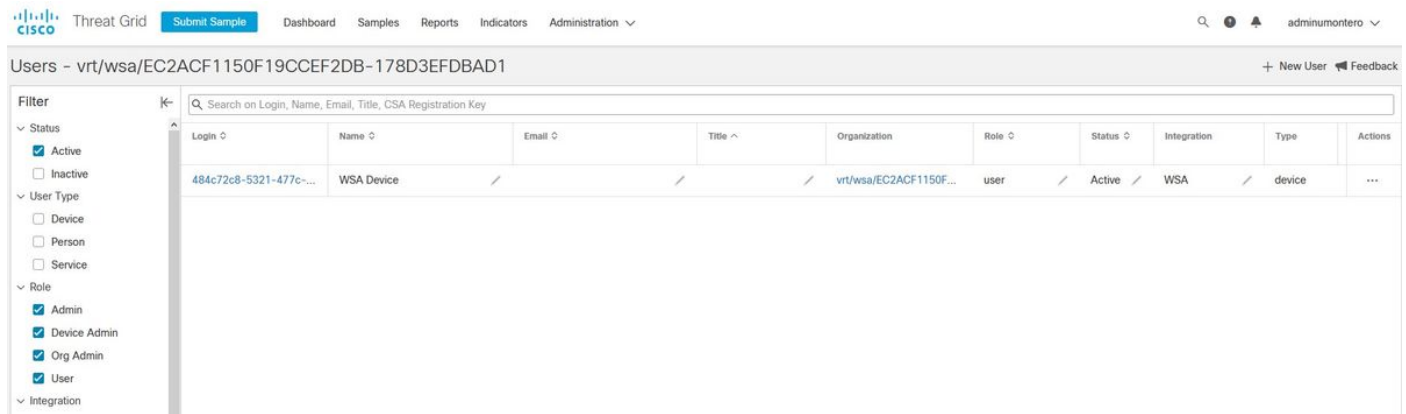 CISCO Threat Grid Submit Sample Dashboard Samples Reports Indicators Administration adminumontero
Users - vrt/wsa/EC2ACF1150F19CCEF2DB-178D3EFDBAD1 + New User Feedback
Filter Search on Login, Name, Email, Title, CSA Registration Key
Status
Login Name Email Title Organization Role Status Integration Type Actions
Active
Inactive
484c72c8-5321-477c-... WSA Device vrt/wsa/EC2ACF1150F... user Active WSA device ...
User Type
Device
Person
Service
Role
Admin
Device Admin
Org Admin
User
Integration